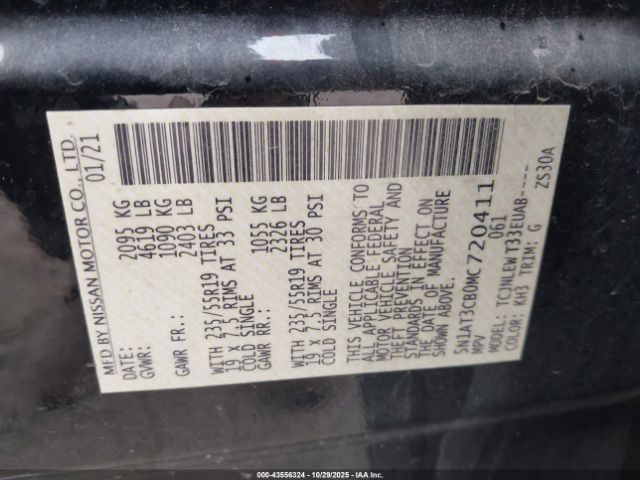 MFD BY NISSAN MOTOR CO., LTD.
DATE: 01/21
GVWR: 2095 KG
4619 LB
GAWR FR.: 1090 KG
2403 LB
WITH 235/55R19 TIRES
19 x 7.5 RIMS AT 33 PSI
COLD SINGLE
GAWR RR.: 1055 KG
2326 LB
WITH 235/55R19 TIRES
19 x 7.5 RIMS AT 30 PSI
COLD SINGLE
THIS VEHICLE CONFORMS TO
ALL APPLICABLE FEDERAL
MOTOR VEHICLE SAFETY AND
THEFT PREVENTION
STANDARDS IN EFFECT ON
THE DATE OF MANUFACTURE
SHOWN ABOVE.
5N1AT3CB0MC720411
MPV 061
MODEL: TCJNLEWT33EUAB----
COLOR: KH3 TRIM: G ZS30A
000-43556324 | 10/29/2025 | IAA Inc.